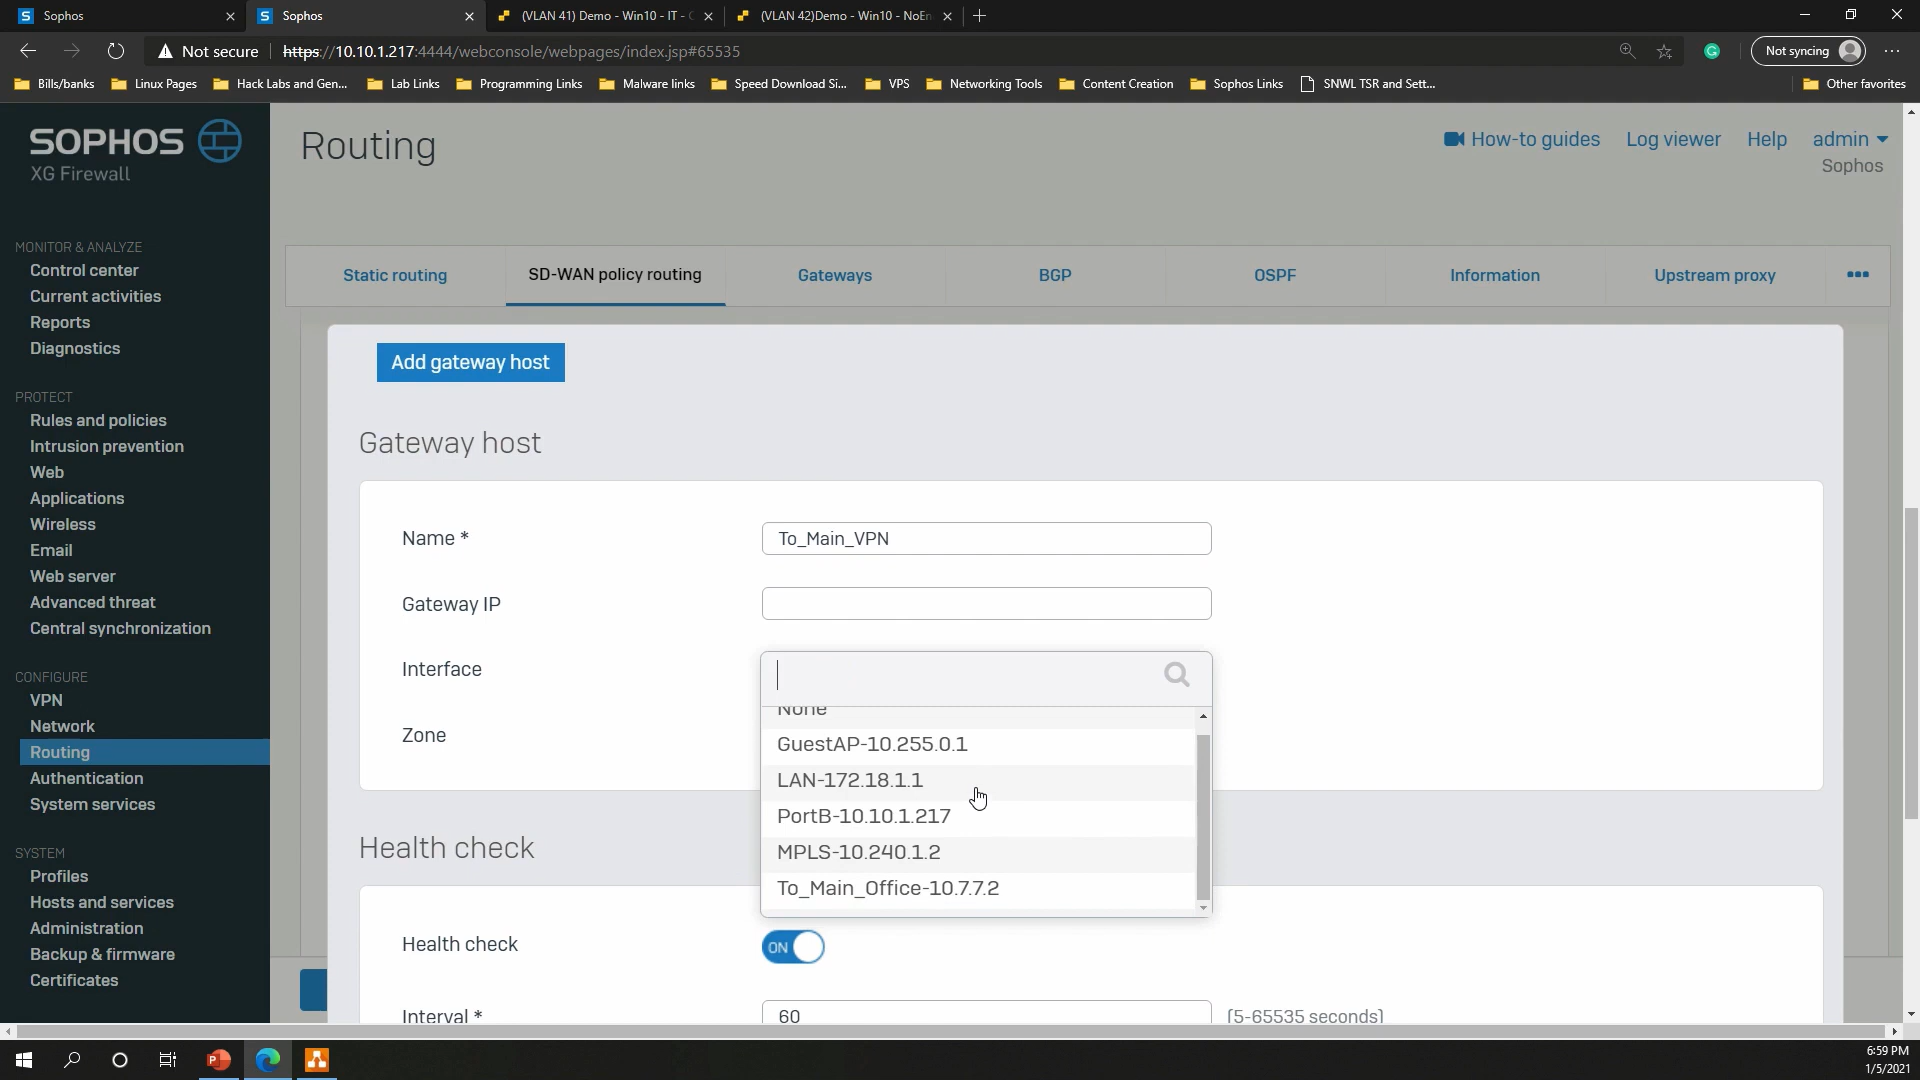 Sophos
Sophos
(VLAN 41) Demo - Win10 - IT -
(VLAN 42)Demo - Win10 - NoEn
Not secure
https://10.10.1.217:4444/webconsole/webpages/index.jsp#65535
Not syncing
Bills/banks
Linux Pages
Hack Labs and Gen...
Lab Links
Programming Links
Malware links
Speed Download Si...
VPS
Networking Tools
Content Creation
Sophos Links
SNWL TSR and Sett...
Other favorites
SOPHOS
XG Firewall
Routing
How-to guides
Log viewer
Help
admin
Sophos
MONITOR & ANALYZE
Control center
Current activities
Reports
Diagnostics
PROTECT
Rules and policies
Intrusion prevention
Web
Applications
Wireless
Email
Web server
Advanced threat
Central synchronization
CONFIGURE
VPN
Network
Routing
Authentication
System services
SYSTEM
Profiles
Hosts and services
Administration
Backup & firmware
Certificates
Static routing
SD-WAN policy routing
Gateways
BGP
OSPF
Information
Upstream proxy
Add gateway host
Gateway host
Name *
To_Main_VPN
Gateway IP
Interface
Zone
None
GuestAP-10.255.0.1
LAN-172.18.1.1
PortB-10.10.1.217
MPLS-10.240.1.2
To_Main_Office-10.7.7.2
Health check
Health check
ON
Interval *
60
(5-65535 seconds)
6:59 PM
1/5/2021